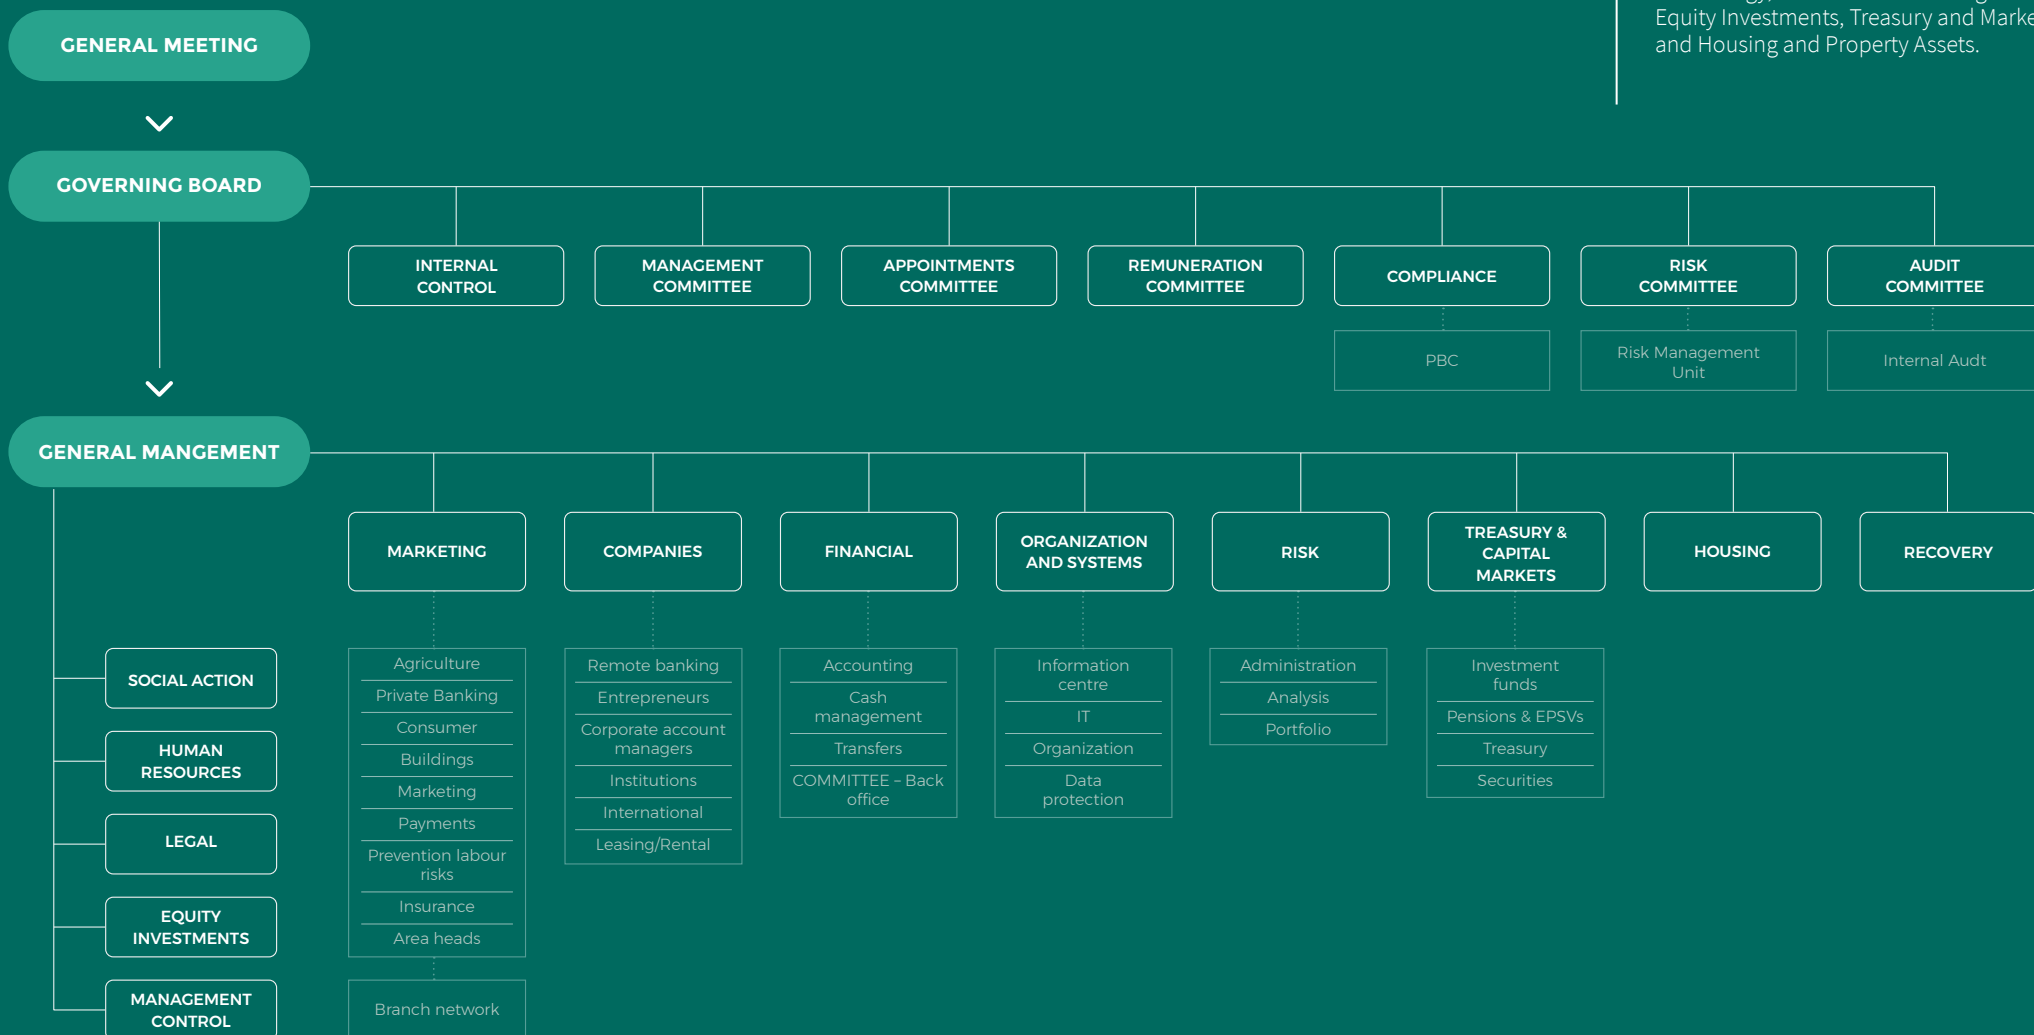 Equity Investments, Treasury and Marke
and Housing and Property Assets.
GENERAL MEETING
GOVERNING BOARD
INTERNAL
CONTROL
MANAGEMENT
COMMITTEE
APPOINTMENTS
COMMITTEE
REMUNERATION
COMMITTEE
COMPLIANCE
RISK
COMMITTEE
AUDIT
COMMITTEE
PBC
Risk Management
Unit
Internal Audt
GENERAL MANGEMENT
MARKETING
COMPANIES
FINANCIAL
ORGANIZATION
AND SYSTEMS
RISK
TREASURY &
CAPITAL
MARKETS
HOUSING
RECOVERY
SOCIAL ACTION
HUMAN
RESOURCES
LEGAL
EQUITY
INVESTMENTS
MANAGEMENT
CONTROL
Agriculture
Private Banking
Consumer
Buildings
Marketing
Payments
Prevention labour
risks
Insurance
Area heads
Branch network
Remote banking
Entrepreneurs
Corporate account
managers
Institutions
International
Leasing/Rental
Accounting
Cash
management
Transfers
COMMITTEE – Back
office
Information
centre
IT
Organization
Data
protection
Administration
Analysis
Portfolio
Investment
funds
Pensions & EPSVs
Treasury
Securities